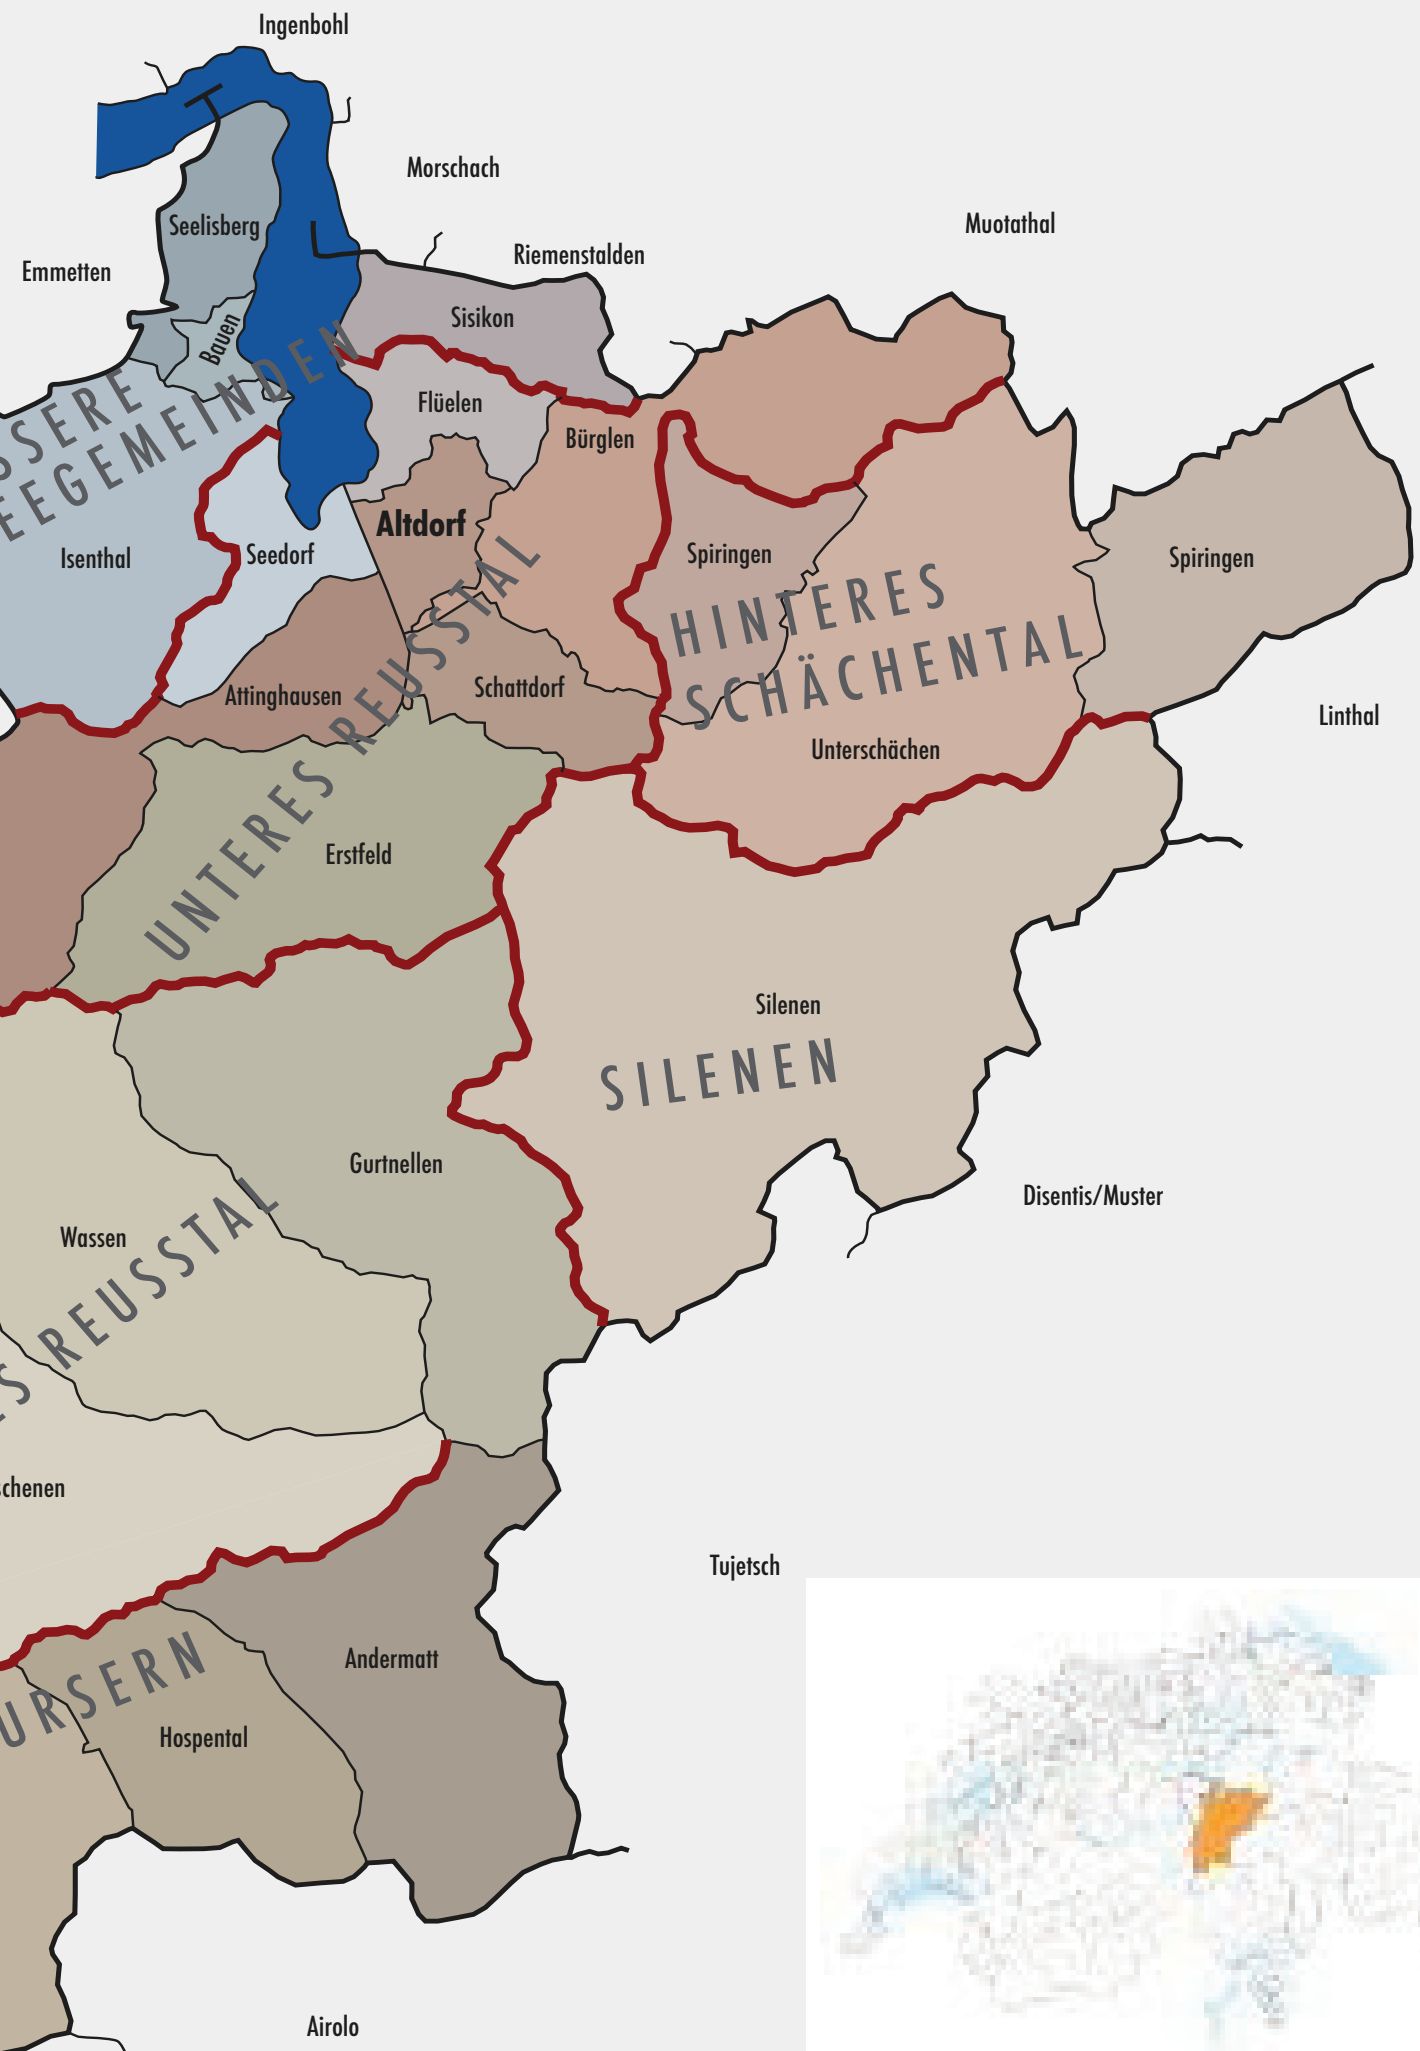 Ingenbohl
Morschach
Muotathal
Seelisberg
Riemenstalden
Emmetten
Sisikon
Bauen
SSERE
EEGEMEINDEN
Flüelen
Bürglen
Altdorf
Isenthal
Seedorf
Spiringen
Spiringen
HINTERES
SCHÄCHENTAL
Attinghausen
Schattdorf
Linthal
Unterschächen
UNTERES REUSSTAL
Erstfeld
Silenen
SILENEN
Gurtnellen
Disentis/Muster
Wassen
S REUSSTAL
schenen
Tujetsch
Andermatt
URSERN
Hospental
Airolo